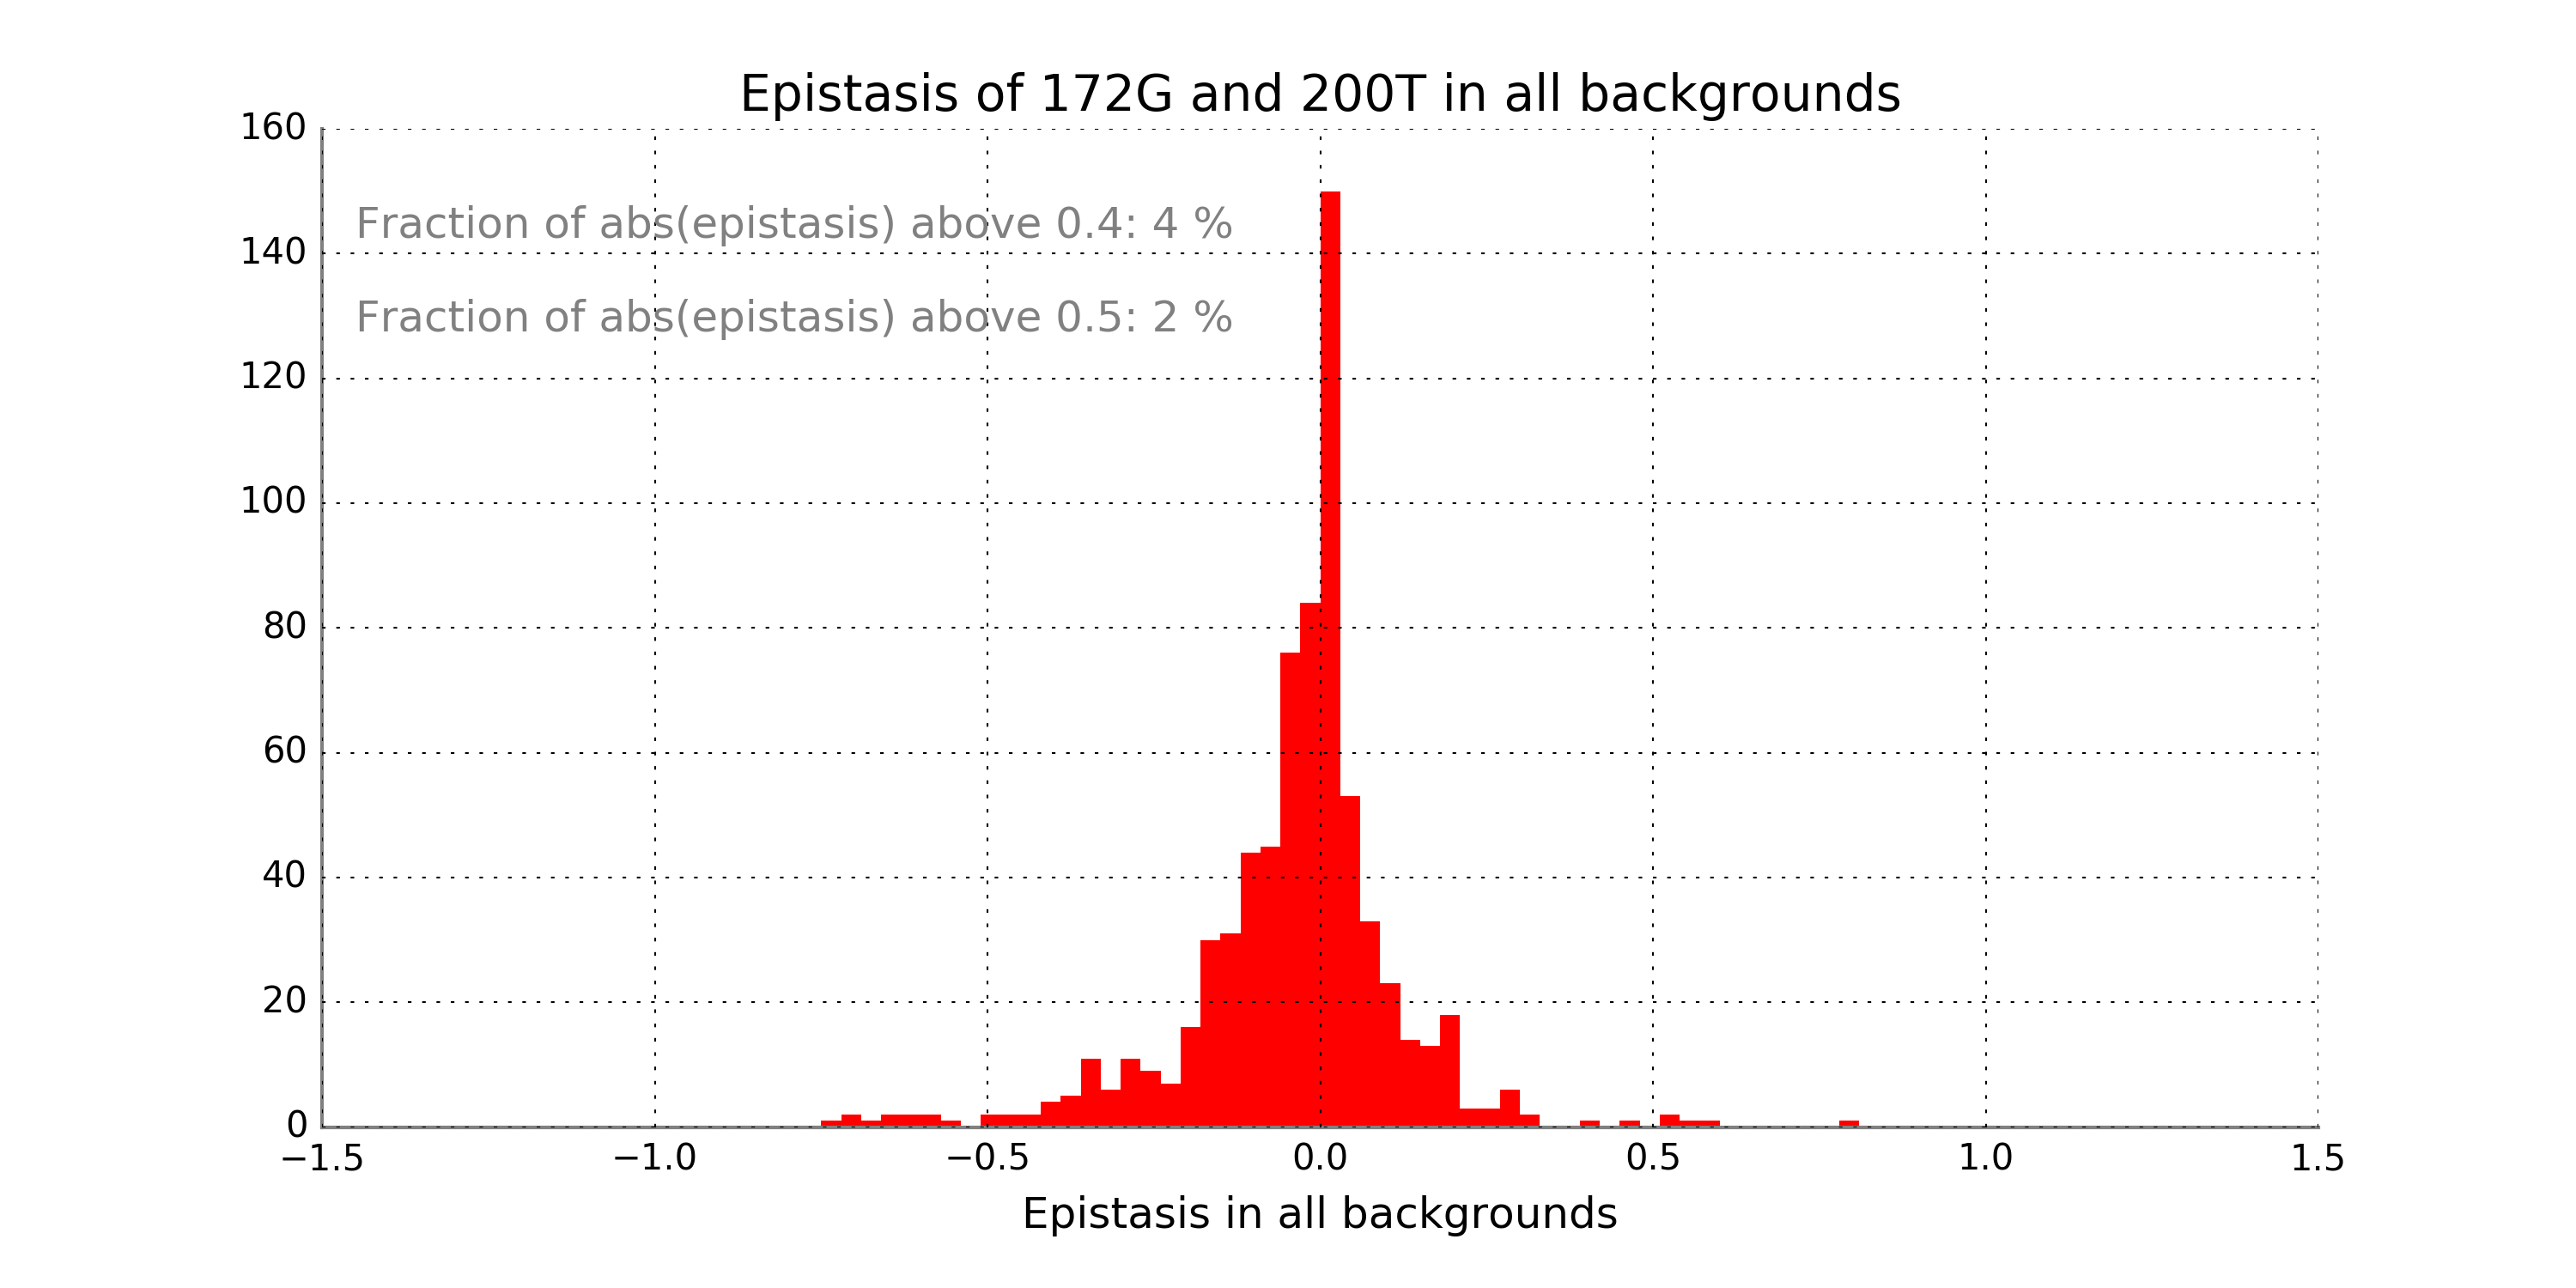 Epistasis of 172G and 200T in all backgrounds
160
Fraction of abs(epistasis) above 0.4: 4 %
140
Fraction of abs(epistasis) above 0.5: 2 %
120
100
80
60
40
20
0
−1.5 −1.0 −0.5 0.0 0.5 1.0 1.5
Epistasis in all backgrounds